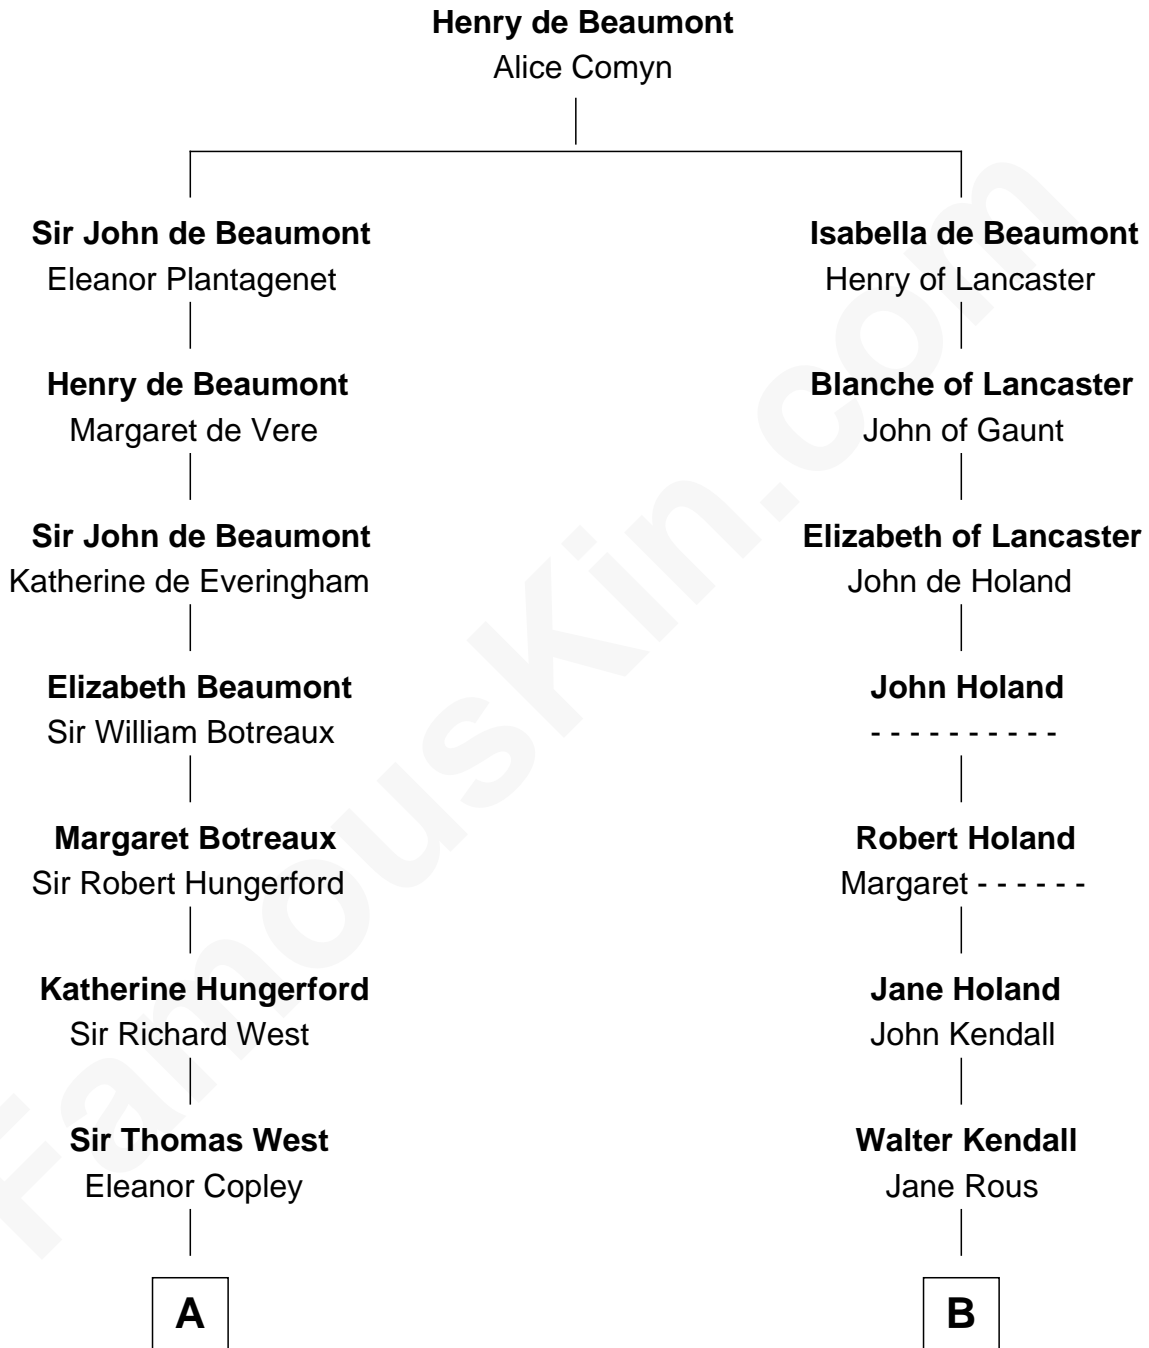 Henry de Beaumont
Alice Comyn
Sir John de Beaumont
Eleanor Plantagenet
Henry de Beaumont
Margaret de Vere
Sir John de Beaumont
Katherine de Everingham
Elizabeth Beaumont
Sir William Botreaux
Margaret Botreaux
Sir Robert Hungerford
Katherine Hungerford
Sir Richard West
Sir Thomas West
Eleanor Copley
A
Isabella de Beaumont
Henry of Lancaster
Blanche of Lancaster
John of Gaunt
Elizabeth of Lancaster
John de Holand
John Holand
- - - - - - - - - -
Robert Holand
Margaret - - - - - -
Jane Holand
John Kendall
Walter Kendall
Jane Rous
B
FamousKin.com